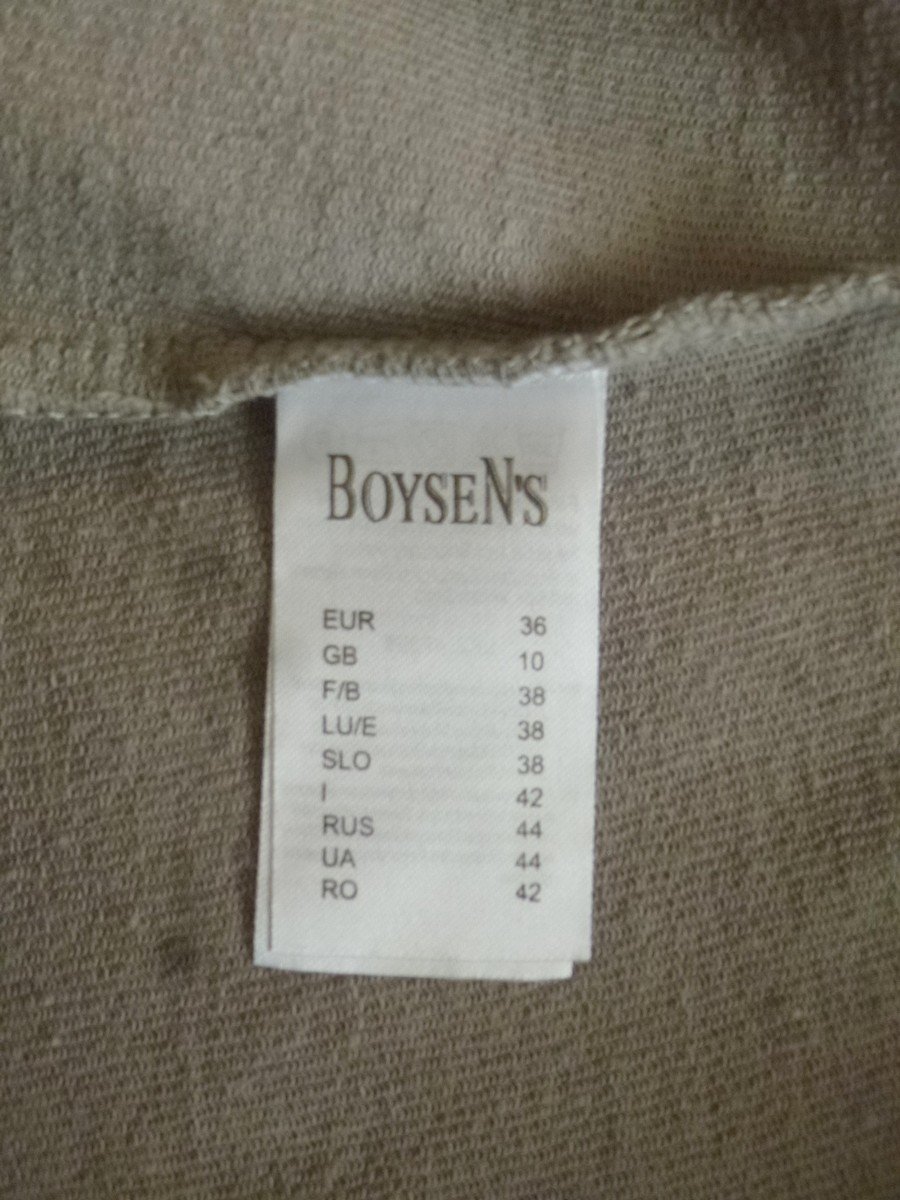 BOYSEN'S
EUR 36
GB 10
F/B 38
LU/E 38
SLO 38
I 42
RUS 44
UA 44
RO 42